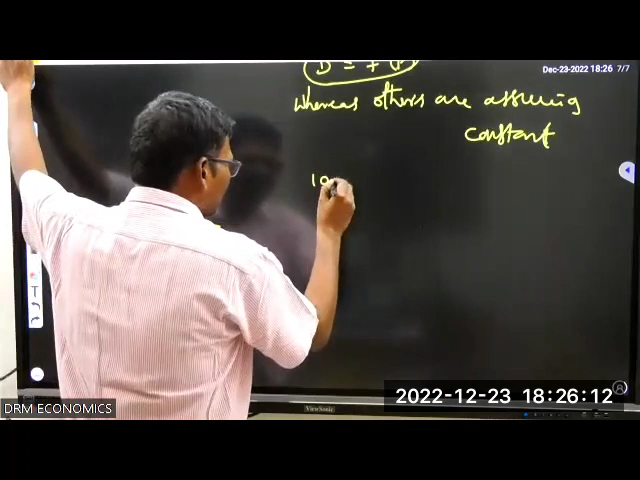 D = f (P)
Dec-23-2022 18:26 7/7
Whereas others are assuming
constant
10
2022-12-23 18:26:12
DRM ECONOMICS
ViewSonic